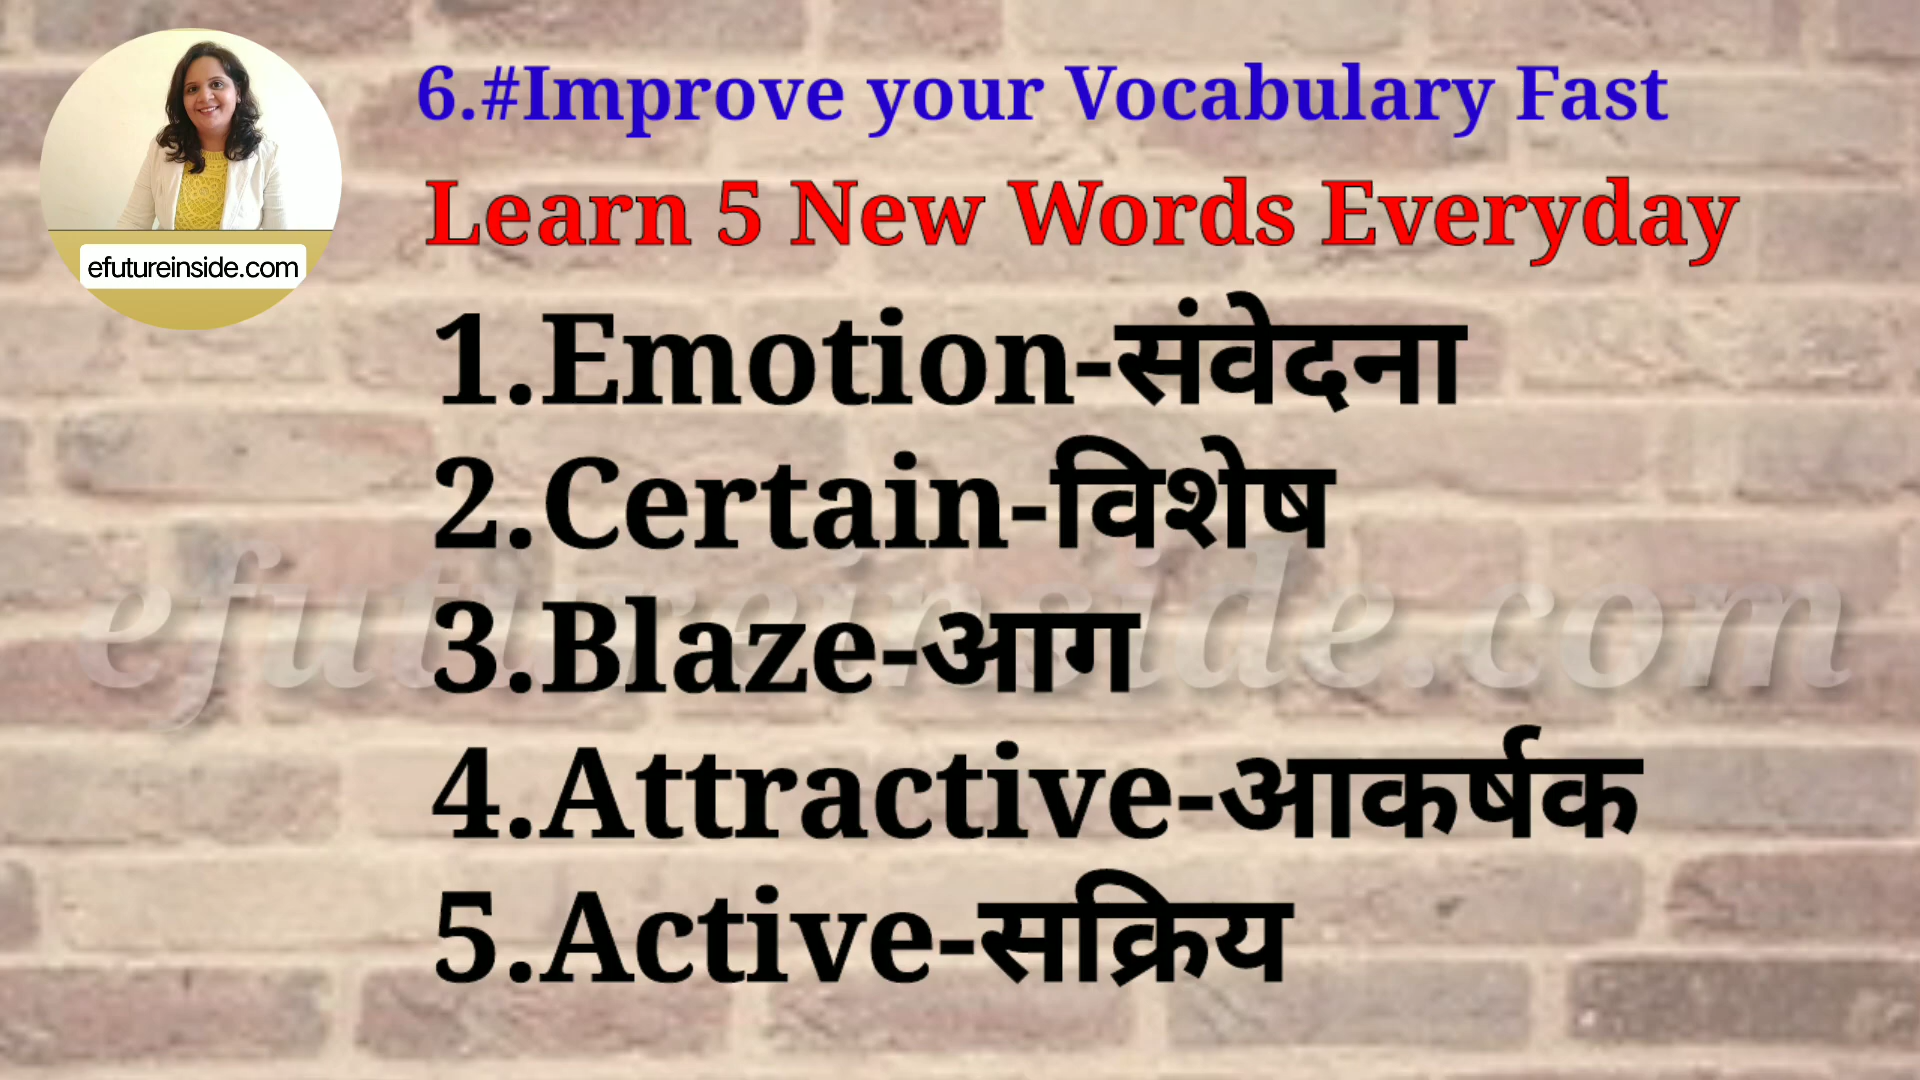 6.#Improve your Vocabulary Fast
Learn 5 New Words Everyday
efutureinside.com
1.Emotion-संवेदना
2.Certain-विशेष
3.Blaze-आग
4.Attractive-आकर्षक
5.Active-सक्रिय
efutureinside.com